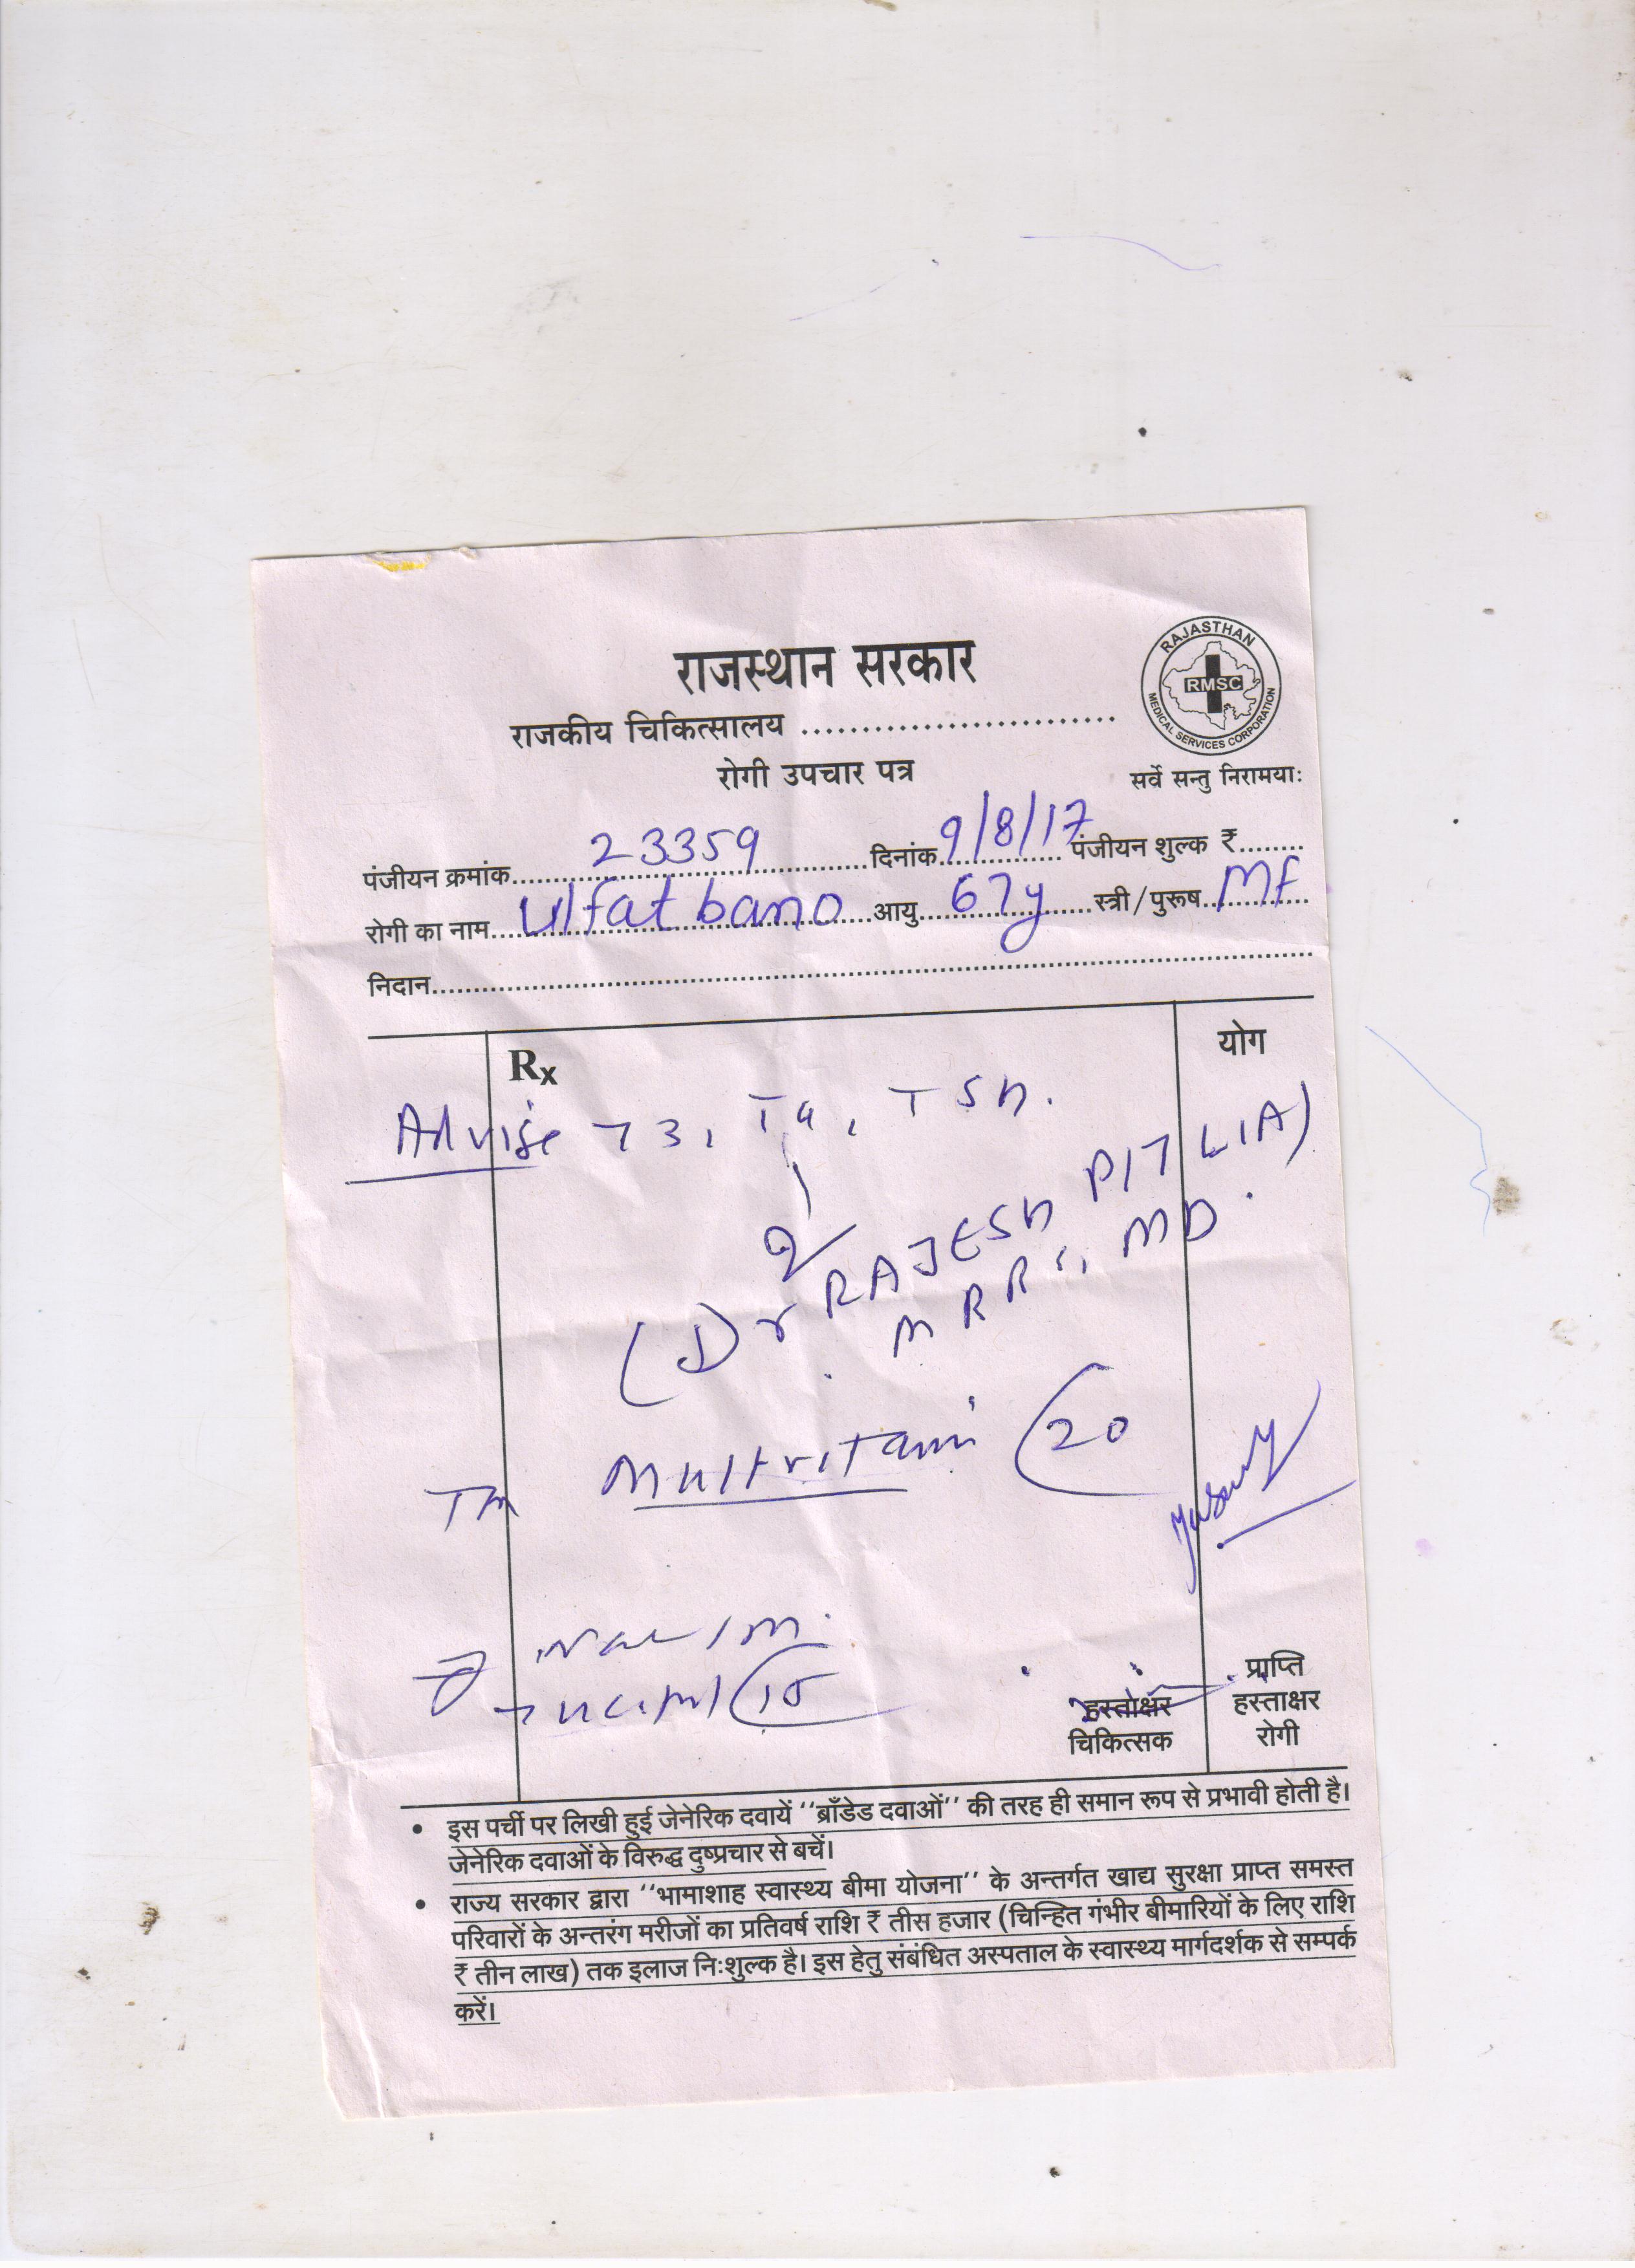 राजस्थान सरकार
RAJASTHAN
RMSC
MEDICAL SERVICES CORPORATION
राजकीय चिकित्सालय ..........................
रोगी उपचार पत्र
सर्वे सन्तु निरामयाः
पंजीयन क्रमांक 23359 दिनांक 9/8/17 पंजीयन शुल्क ₹........
रोगी का नाम Ulfat bano आयु 67y स्त्री/पुरूष Mf
निदान
Rx
योग
Advise T3, T4, TSH.
(Dr RAJESH PITLIA)
MD.
Multivitamin (20
प्राप्ति
हस्ताक्षर हस्ताक्षर
चिकित्सक रोगी
• इस पर्ची पर लिखी हुई जेनेरिक दवायें ‘‘ब्राँडेड दवाओं’’ की तरह ही समान रूप से प्रभावी होती है।
जेनेरिक दवाओं के विरुद्ध दुष्प्रचार से बचें।
• राज्य सरकार द्वारा ‘‘भामाशाह स्वास्थ्य बीमा योजना’’ के अन्तर्गत खाद्य सुरक्षा प्राप्त समस्त
परिवारों के अन्तरंग मरीजों का प्रतिवर्ष राशि ₹ तीस हजार (चिन्हित गंभीर बीमारियों के लिए राशि
₹ तीन लाख) तक इलाज निःशुल्क है। इस हेतु संबंधित अस्पताल के स्वास्थ्य मार्गदर्शक से सम्पर्क
करें।